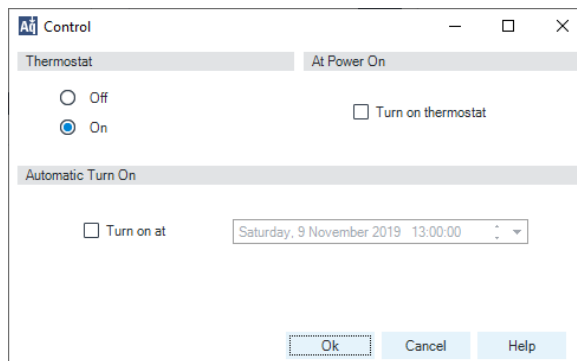 Aq Control
Thermostat
At Power On
Off
On
Turn on thermostat
Automatic Turn On
Turn on at
Saturday, 9 November 2019 13:00:00
Ok
Cancel
Help